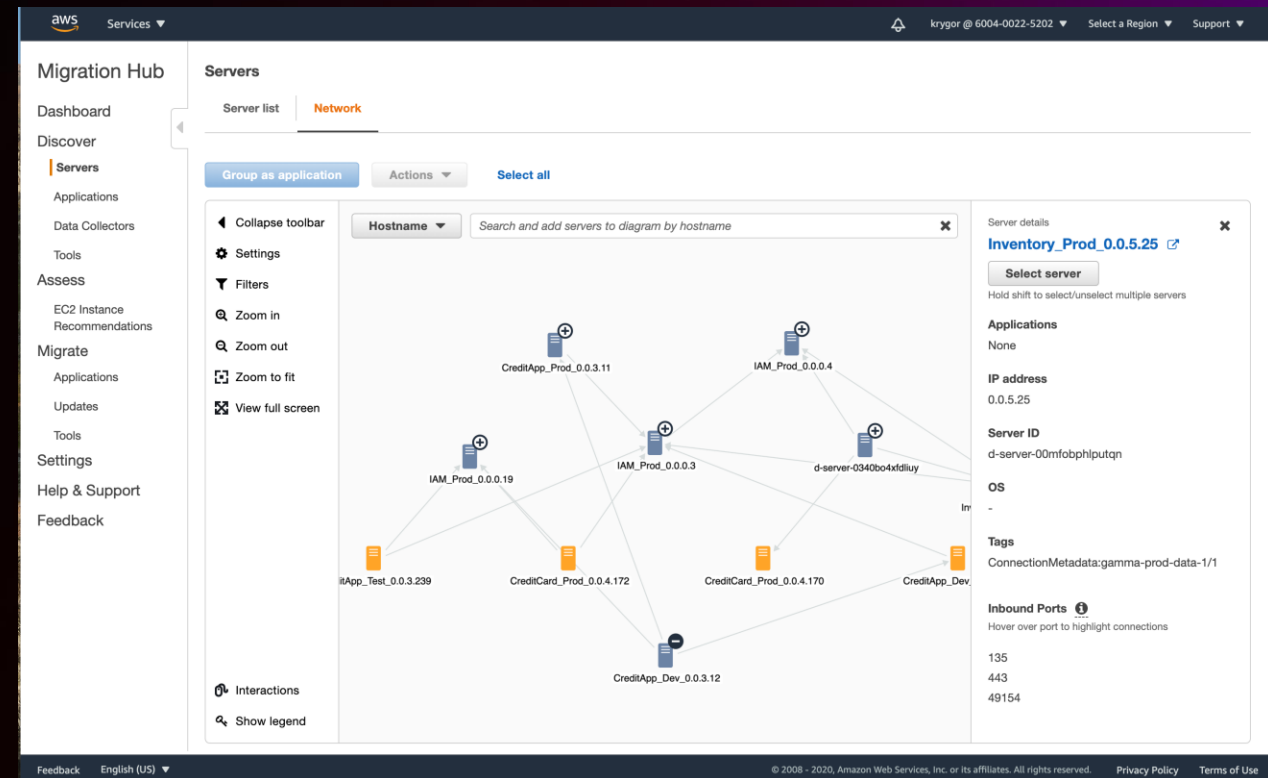 aws
Services
krygor @ 6004-0022-5202
Select a Region
Support
Migration Hub
Dashboard
Discover
Servers
Applications
Data Collectors
Tools
Assess
EC2 Instance
Recommendations
Migrate
Applications
Updates
Tools
Settings
Help & Support
Feedback
Servers
Server list
Network
Group as application
Actions
Select all
Collapse toolbar
Settings
Filters
Zoom in
Zoom out
Zoom to fit
View full screen
Interactions
Show legend
Hostname
Search and add servers to diagram by hostname
CreditApp_Prod_0.0.3.11
IAM_Prod_0.0.0.4
IAM_Prod_0.0.0.19
IAM_Prod_0.0.0.3
d-server-0340bo4xfdliuy
itApp_Test_0.0.3.239
CreditCard_Prod_0.0.4.172
CreditCard_Prod_0.0.4.170
CreditApp_Dev_
CreditApp_Dev_0.0.3.12
Server details
Inventory_Prod_0.0.5.25
Select server
Hold shift to select/unselect multiple servers
Applications
None
IP address
0.0.5.25
Server ID
d-server-00mfobphlputqn
OS
-
Tags
ConnectionMetadata:gamma-prod-data-1/1
Inbound Ports
Hover over port to highlight connections
135
443
49154
Feedback
English (US)
© 2008 - 2020, Amazon Web Services, Inc. or its affiliates. All rights reserved.
Privacy Policy
Terms of Use